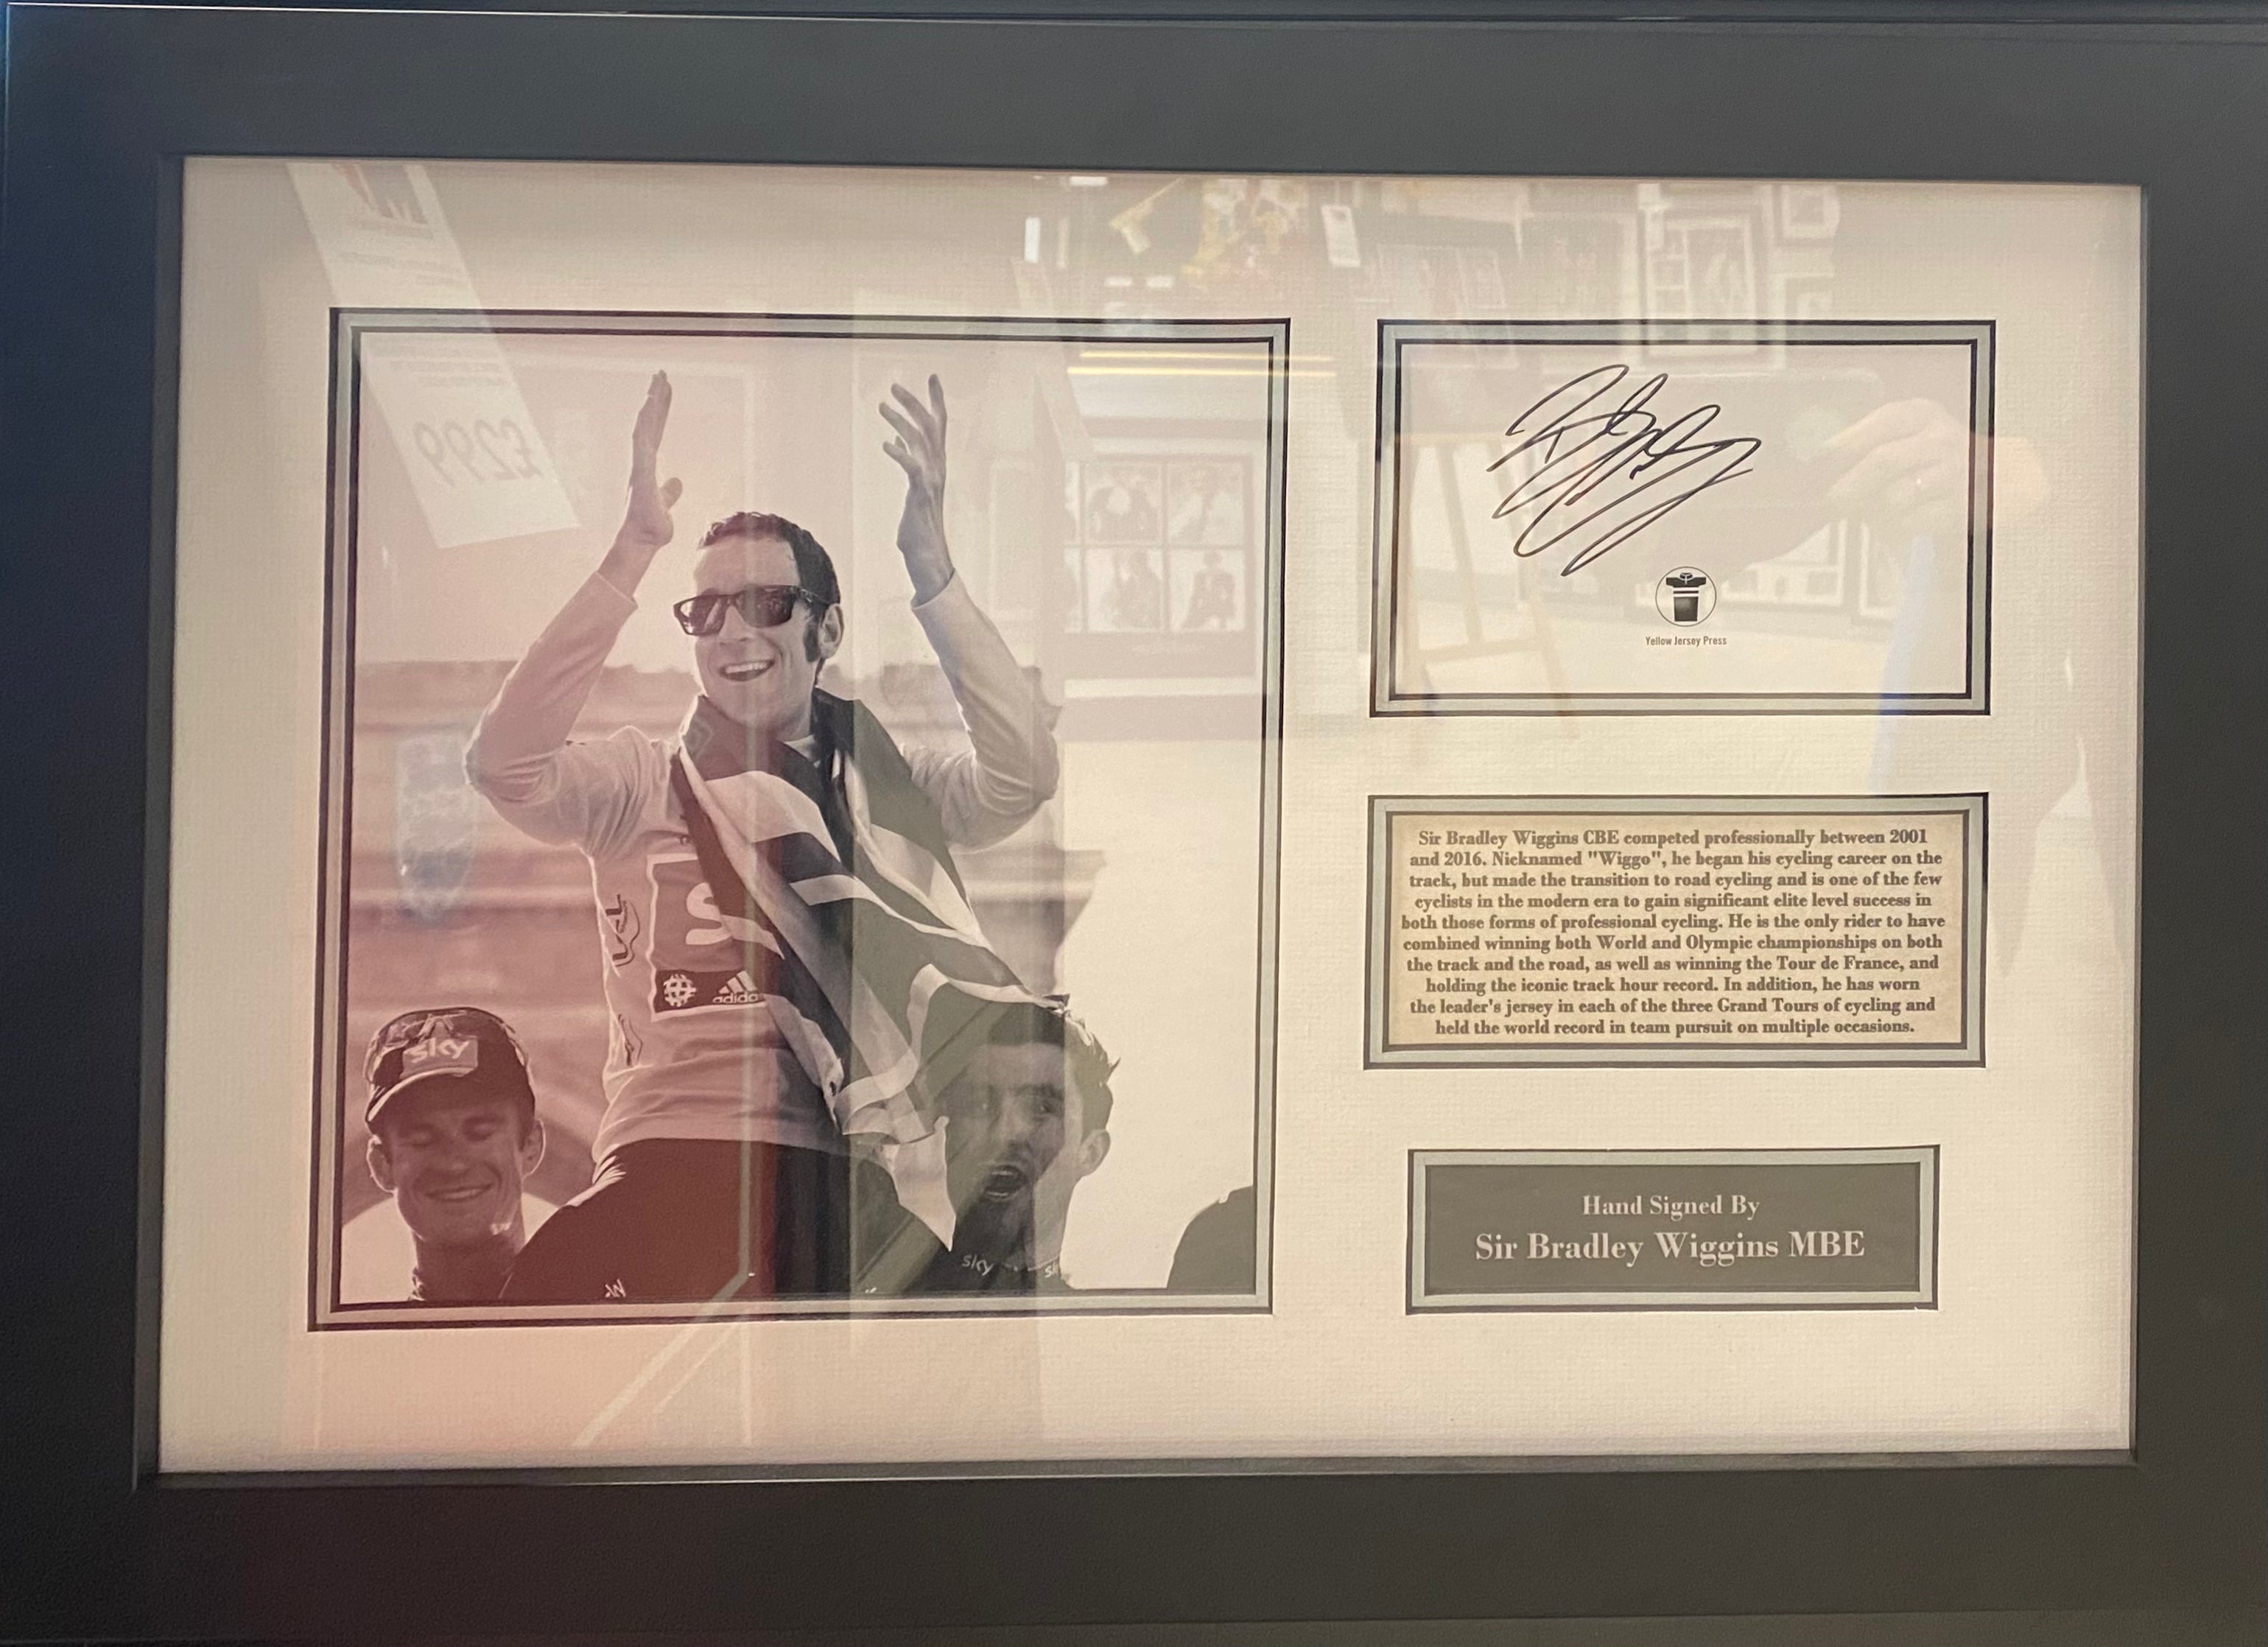 £299
S
adidas
sky
sky
Yellow Jersey Press
Sir Bradley Wiggins CBE competed professionally between 2001
and 2016. Nicknamed "Wiggo", he began his cycling career on the
track, but made the transition to road cycling and is one of the few
cyclists in the modern era to gain significant elite level success in
both those forms of professional cycling. He is the only rider to have
combined winning both World and Olympic championships on both
the track and the road, as well as winning the Tour de France, and
holding the iconic track hour record. In addition, he has worn
the leader's jersey in each of the three Grand Tours of cycling and
held the world record in team pursuit on multiple occasions.
Hand Signed By
Sir Bradley Wiggins MBE